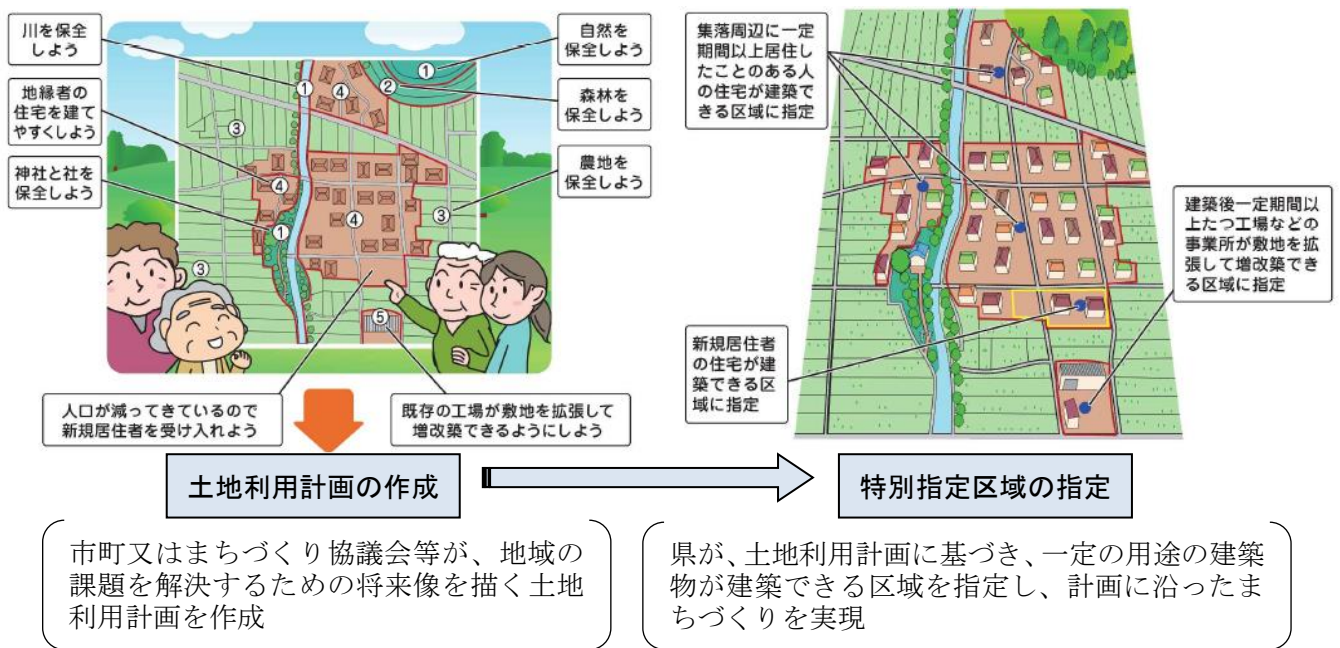 川を保全
しよう
地縁者の
住宅を建て
やすくしよう
神社と社を
保全しよう
自然を
保全しよう
森林を
保全しよう
農地を
保全しよう
①
①
②
④
③
④
④
③
①
③
⑤
人口が減ってきているので
新規居住者を受け入れよう
既存の工場が敷地を拡張して
増改築できるようにしよう
集落周辺に一定
期間以上居住し
たことのある人
の住宅が建築で
きる区域に指定
建築後一定期間以
上たつ工場などの
事業所が敷地を拡
張して増改築でき
る区域に指定
新規居住者
の住宅が建
築できる区
域に指定
土地利用計画の作成
特別指定区域の指定
市町又はまちづくり協議会等が、地域の
課題を解決するための将来像を描く土地
利用計画を作成
県が、土地利用計画に基づき、一定の用途の建築
物が建築できる区域を指定し、計画に沿ったま
ちづくりを実現